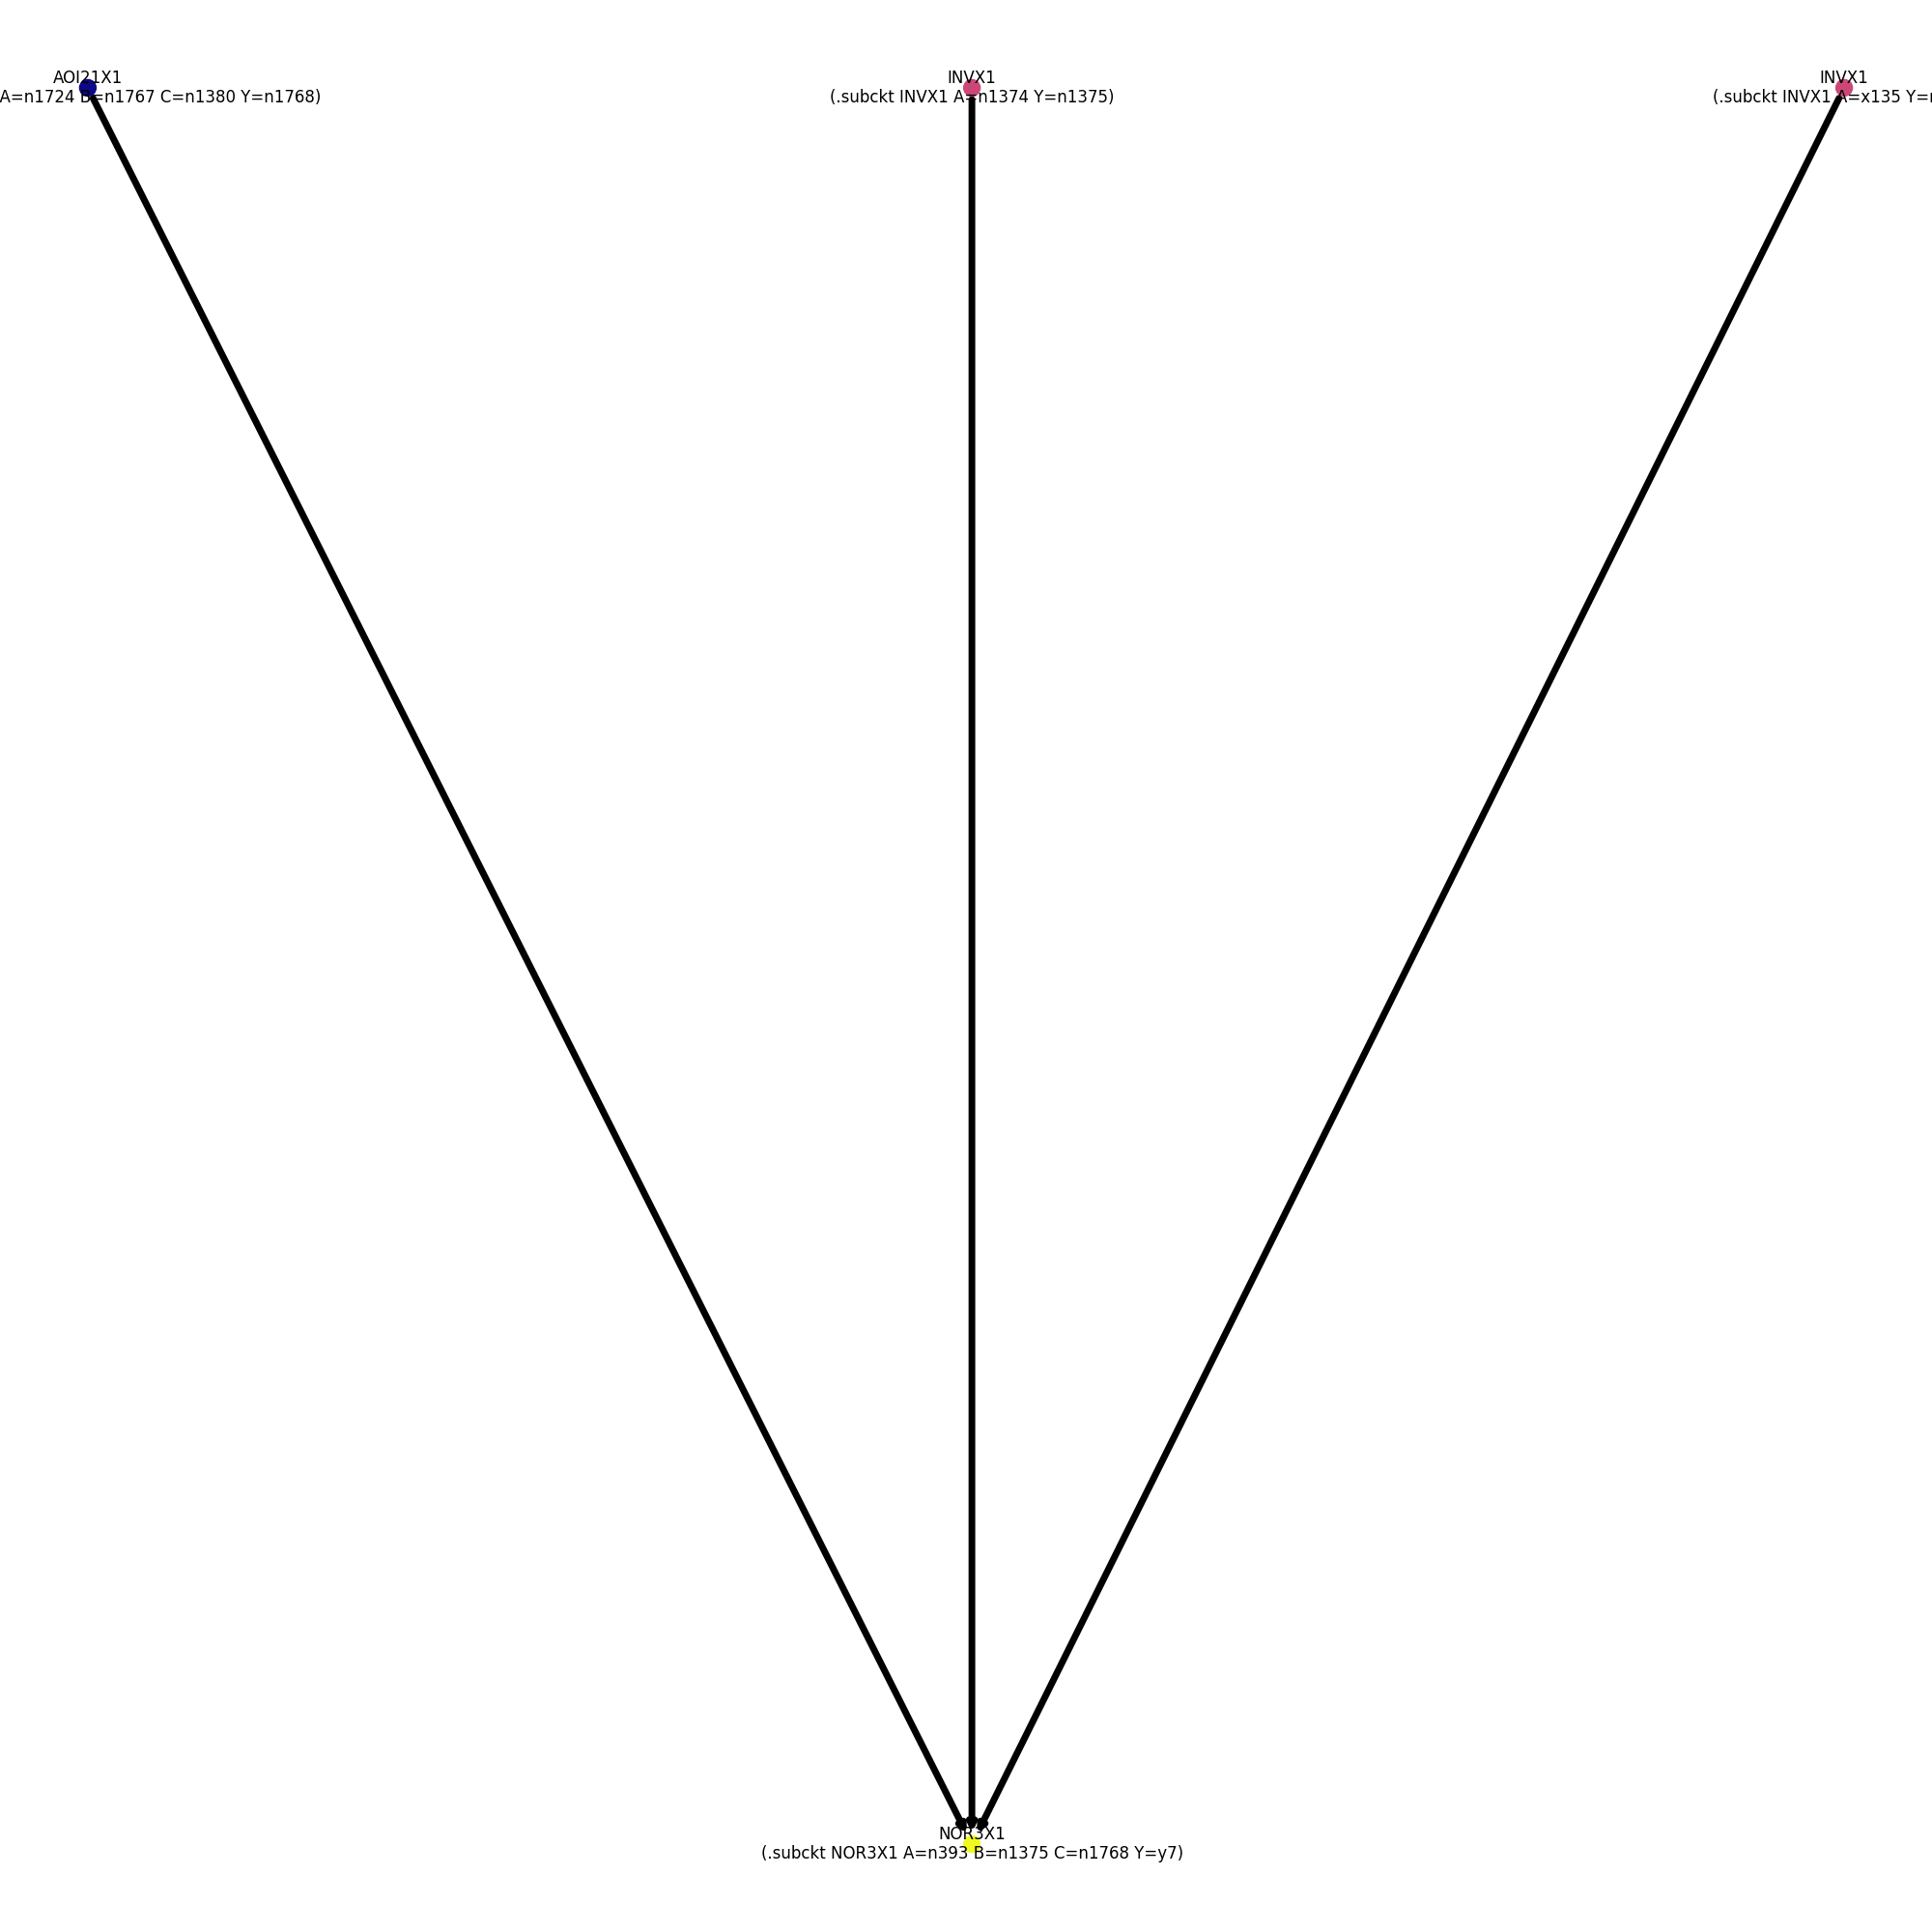 AOI21X1
A=n1724 B=n1767 C=n1380 Y=n1768)
INVX1
(.subckt INVX1 A=n1374 Y=n1375)
INVX1
(.subckt INVX1 A=x135 Y=
NOR3X1
(.subckt NOR3X1 A=n393 B=n1375 C=n1768 Y=y7)